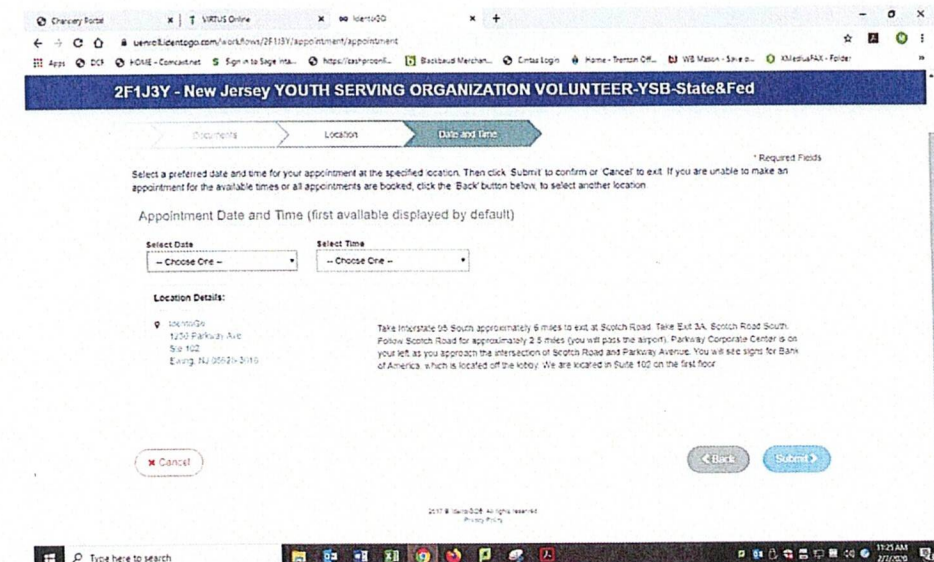 Chancery Portal
VIRTUS Online
IdentoGO
uenroll.identogo.com/workflows/2F1J3Y/appointment/appointment
Apps
DCF
HOME - Comcast.net
Sign in to Sage Inta...
https://cashproonli...
Blackbaud Merchan...
Cintas Login
Home - Trenton Off...
WB Mason - Save o...
XMediusFAX - Folder
2F1J3Y - New Jersey YOUTH SERVING ORGANIZATION VOLUNTEER-YSB-State&Fed
Documents
Location
Date and Time
* Required Fields
Select a preferred date and time for your appointment at the specified location. Then click 'Submit' to confirm or 'Cancel' to exit. If you are unable to make an
appointment for the available times or all appointments are booked, click the 'Back' button below, to select another location
Appointment Date and Time (first available displayed by default)
Select Date
Select Time
-- Choose One --
-- Choose One --
Location Details:
IdentoGo
1230 Parkway Ave
Ste 102
Ewing, NJ
Take Interstate 95 South approximately 6 miles to exit at Scotch Road. Take Exit 3A, Scotch Road South.
Follow Scotch Road for approximately 2.5 miles (you will pass the airport). Parkway Corporate Center is on
your left as you approach the intersection of Scotch Road and Parkway Avenue. You will see signs for Bank
of America, which is located off the lobby. We are located in Suite 102 on the first floor
Cancel
Back
Submit
All rights reserved
Privacy Policy
Type here to search
11:25 AM
2/7/2020